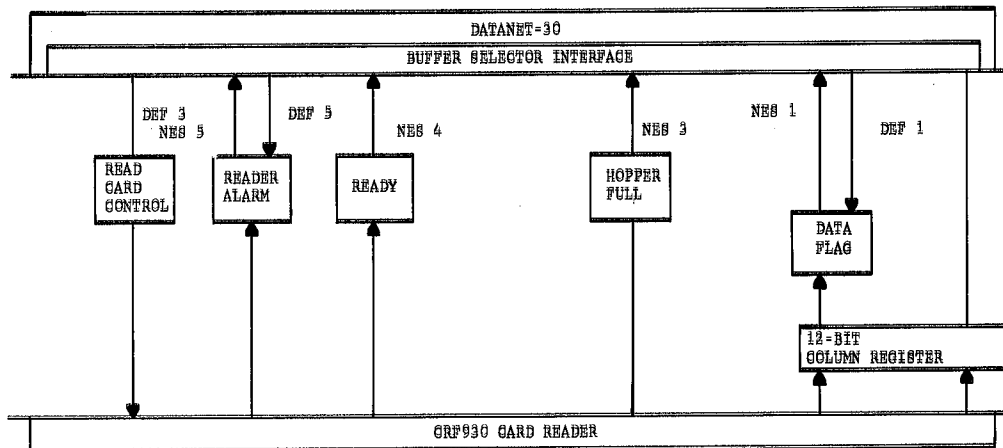 DATANET-30
BUFFER SELECTOR INTERFACE
DEF 3
NES 5
DEF 5
NES 4
NES 3
NES 1
DEF 1
READ
CARD
CONTROL
READER
ALARM
READY
HOPPER
FULL
DATA
FLAG
12-BIT
COLUMN REGISTER
CRF930 CARD READER